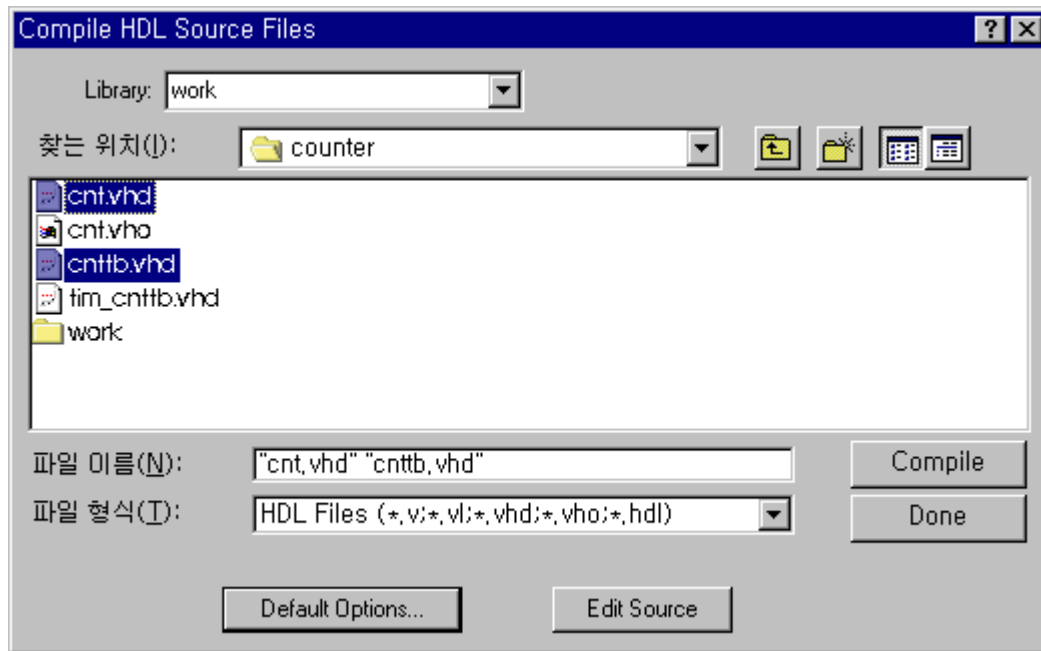 Compile HDL Source Files
Library: work
찾는 위치(I): counter
cnt.vhd
cnt.vho
cnttb.vhd
tim_cnttb.vhd
work
파일 이름(N): "cnt,vhd" "cnttb,vhd" Compile
파일 형식(T): HDL Files (*,v;*,vl;*,vhd;*,vho;*,hdl) Done
Default Options... Edit Source